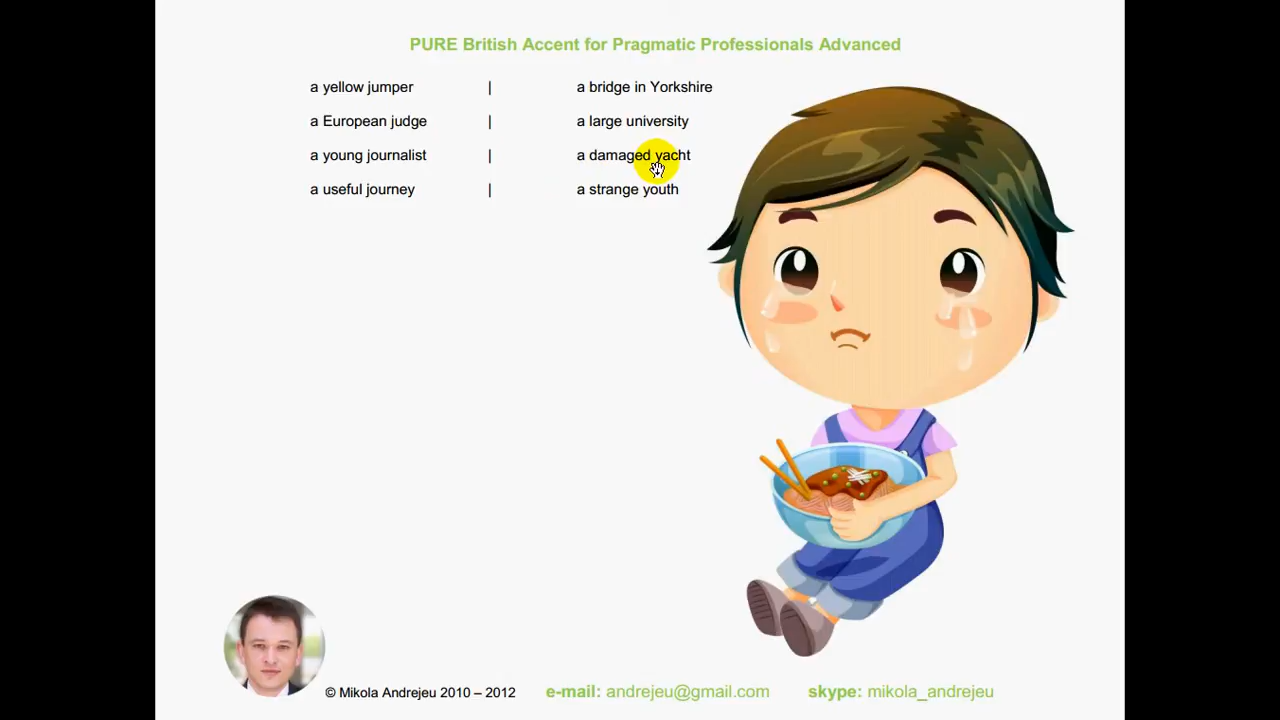 PURE British Accent for Pragmatic Professionals Advanced
a yellow jumper | a bridge in Yorkshire
a European judge | a large university
a young journalist | a damaged yacht
a useful journey | a strange youth
© Mikola Andrejeu 2010 – 2012 e-mail: andrejeu@gmail.com skype: mikola_andrejeu